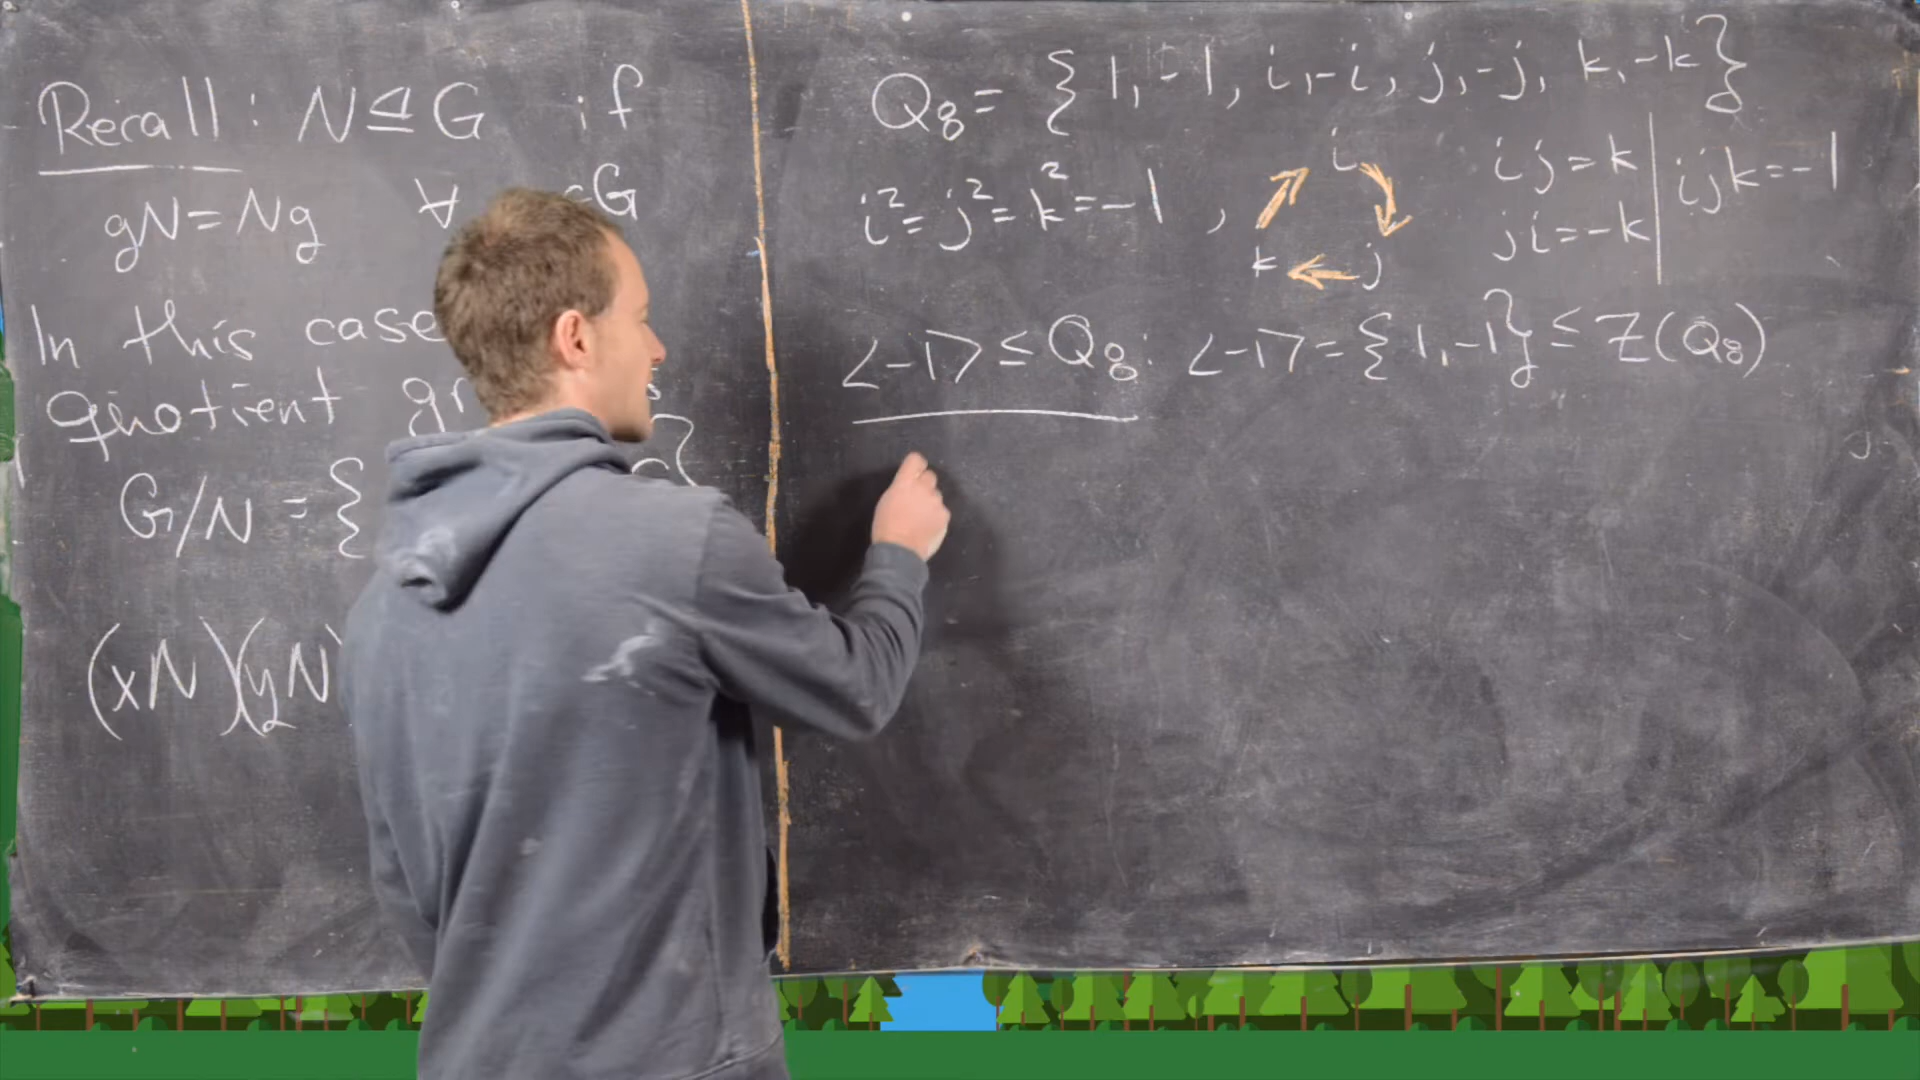 Recall: N ⊴ G if
gN = Ng ∀ ∈G
In this case
quotient
G/N = {
(xN)(yN)
Q₈ = {1, -1, i, -i, j, -j, k, -k}
i² = j² = k² = -1 ,
i
k j
ij = k
ji = -k
ijk = -1
<-1> ≤ Q₈: <-1> = {1, -1} ≤ Z(Q₈)